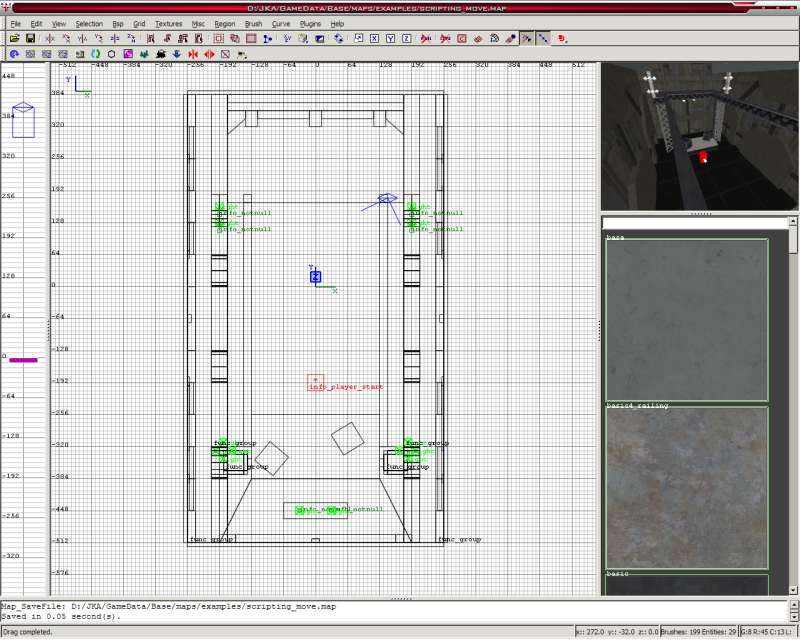 D:/JKA/GameData/Base/maps/examples/scripting_move.map
File Edit View Selection Bsp Grid Textures Misc Region Brush Curve Plugins Help
-512 -448 -384 -320 -256 -192 -128 -64 0 64 128 192 256 320 384 448 512
448
384
320
256
192
128
64
0
-64
-128
-192
-256
-320
Y
X
384
320
256
192
128
64
0
-64
-128
-192
-256
-320
-384
-448
-512
-576
info_notnull
info_notnull
info_notnull
info_notnull
Y
Z
X
info_player_start
func_group
func_group
func_group
func_group
func_group
func_group
base
basic4_railing
basic
Map_SaveFile: D:/JKA/GameData/Base/maps/examples/scripting_move.map
Saved in 0.05 second(s).
Drag completed.
x:: 272.0 y:: -32.0 z:: 0.0
Brushes: 199 Entities: 29
G:8 R:45 C:13 L: